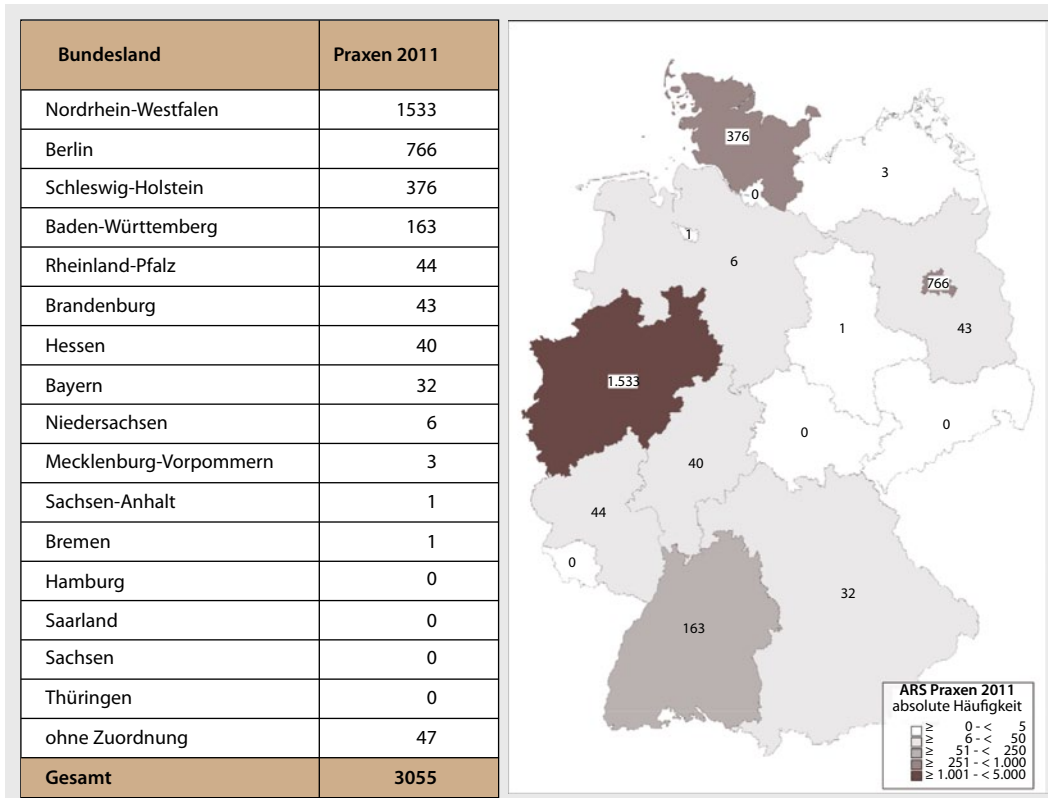 Bundesland Praxen 2011
Nordrhein-Westfalen 1533
Berlin 766
Schleswig-Holstein 376
Baden-Württemberg 163
Rheinland-Pfalz 44
Brandenburg 43
Hessen 40
Bayern 32
Niedersachsen 6
Mecklenburg-Vorpommern 3
Sachsen-Anhalt 1
Bremen 1
Hamburg 0
Saarland 0
Sachsen 0
Thüringen 0
ohne Zuordnung 47
Gesamt 3055
376
3
0
1
6
766
43
1
1.533
0
0
40
44
0
32
163
ARS Praxen 2011
absolute Häufigkeit
≥ 0 - < 5
≥ 6 - < 50
≥ 51 - < 250
≥ 251 - < 1.000
≥ 1.001 - < 5.000